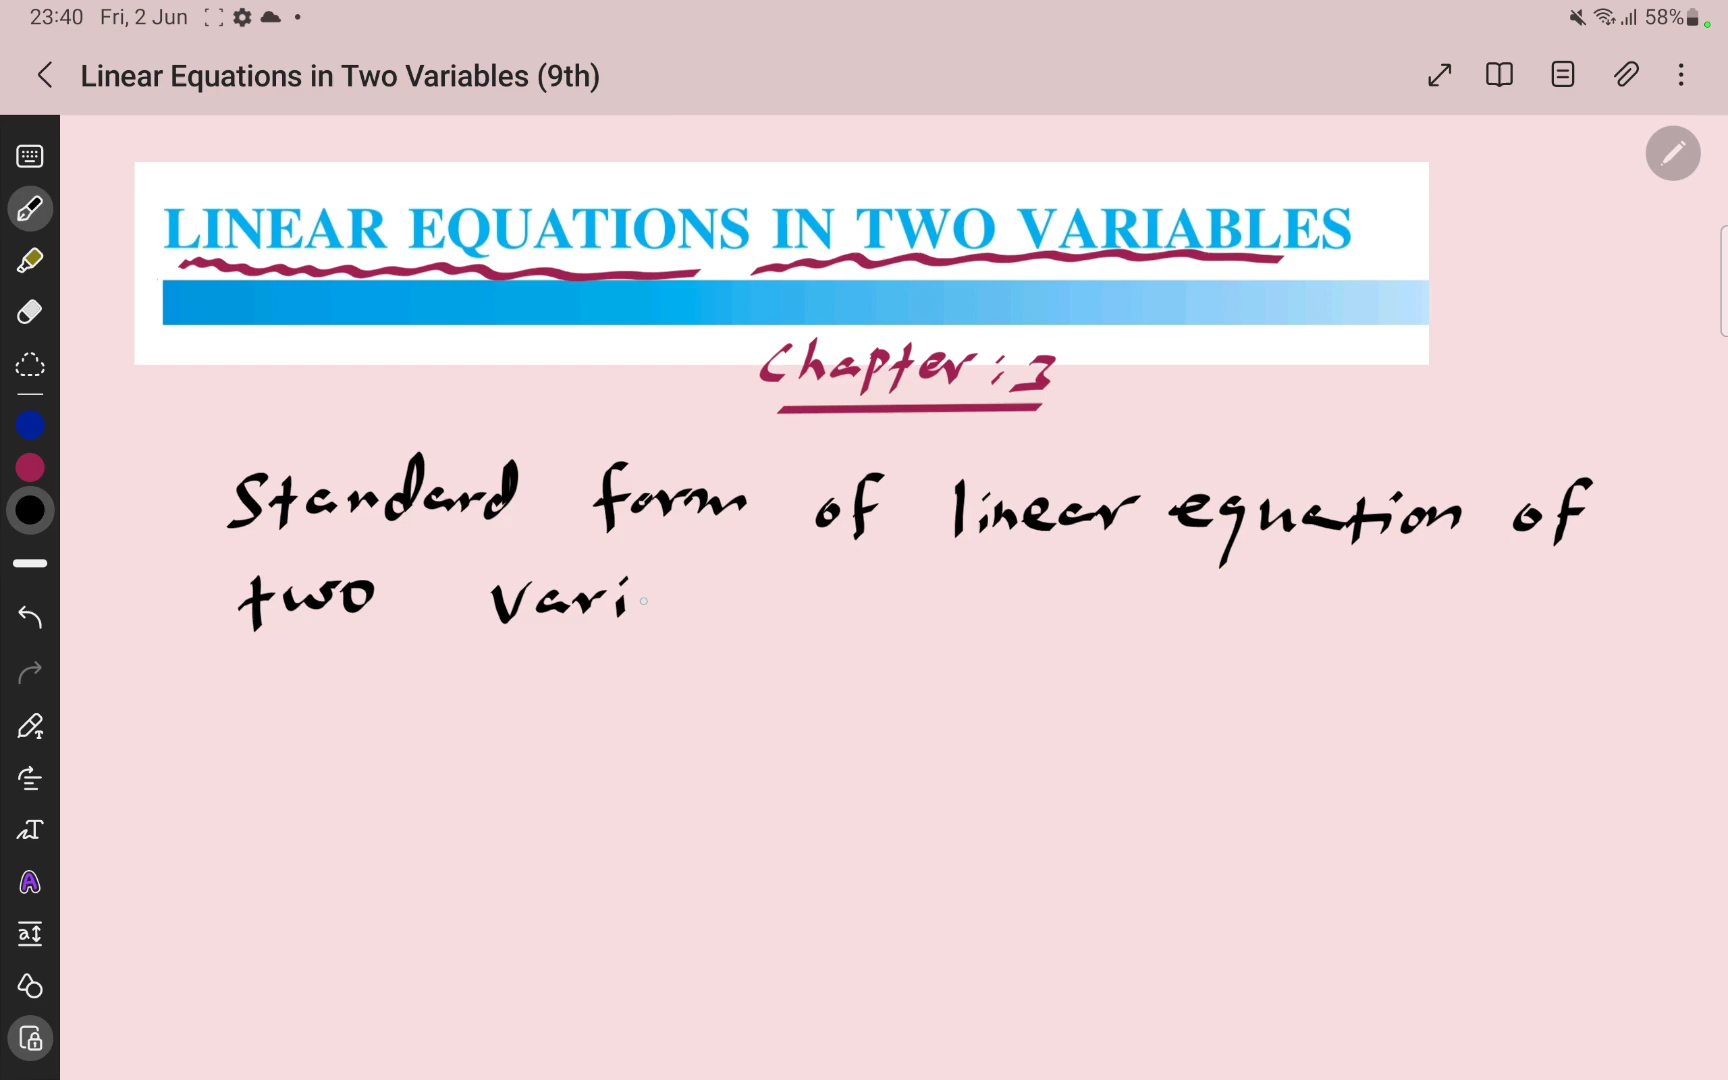 23:40 Fri, 2 Jun 58%
Linear Equations in Two Variables (9th)
LINEAR EQUATIONS IN TWO VARIABLES
Chapter : 3
Standard form of linear equation of
two vari